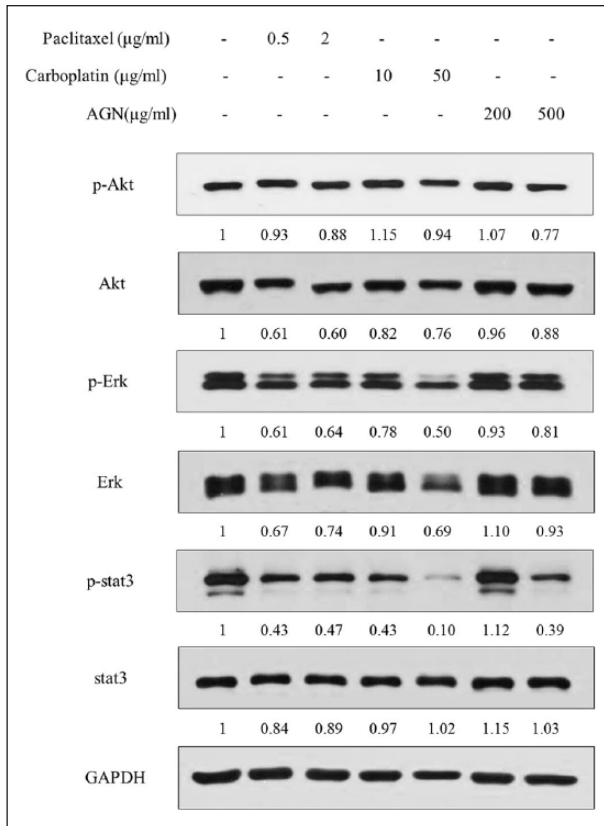 Paclitaxel (μg/ml) - 0.5 2 - - - -
Carboplatin (μg/ml) - - - 10 50 - -
AGN(μg/ml) - - - - - 200 500
p-Akt
1 0.93 0.88 1.15 0.94 1.07 0.77
Akt
1 0.61 0.60 0.82 0.76 0.96 0.88
p-Erk
1 0.61 0.64 0.78 0.50 0.93 0.81
Erk
1 0.67 0.74 0.91 0.69 1.10 0.93
p-stat3
1 0.43 0.47 0.43 0.10 1.12 0.39
stat3
1 0.84 0.89 0.97 1.02 1.15 1.03
GAPDH